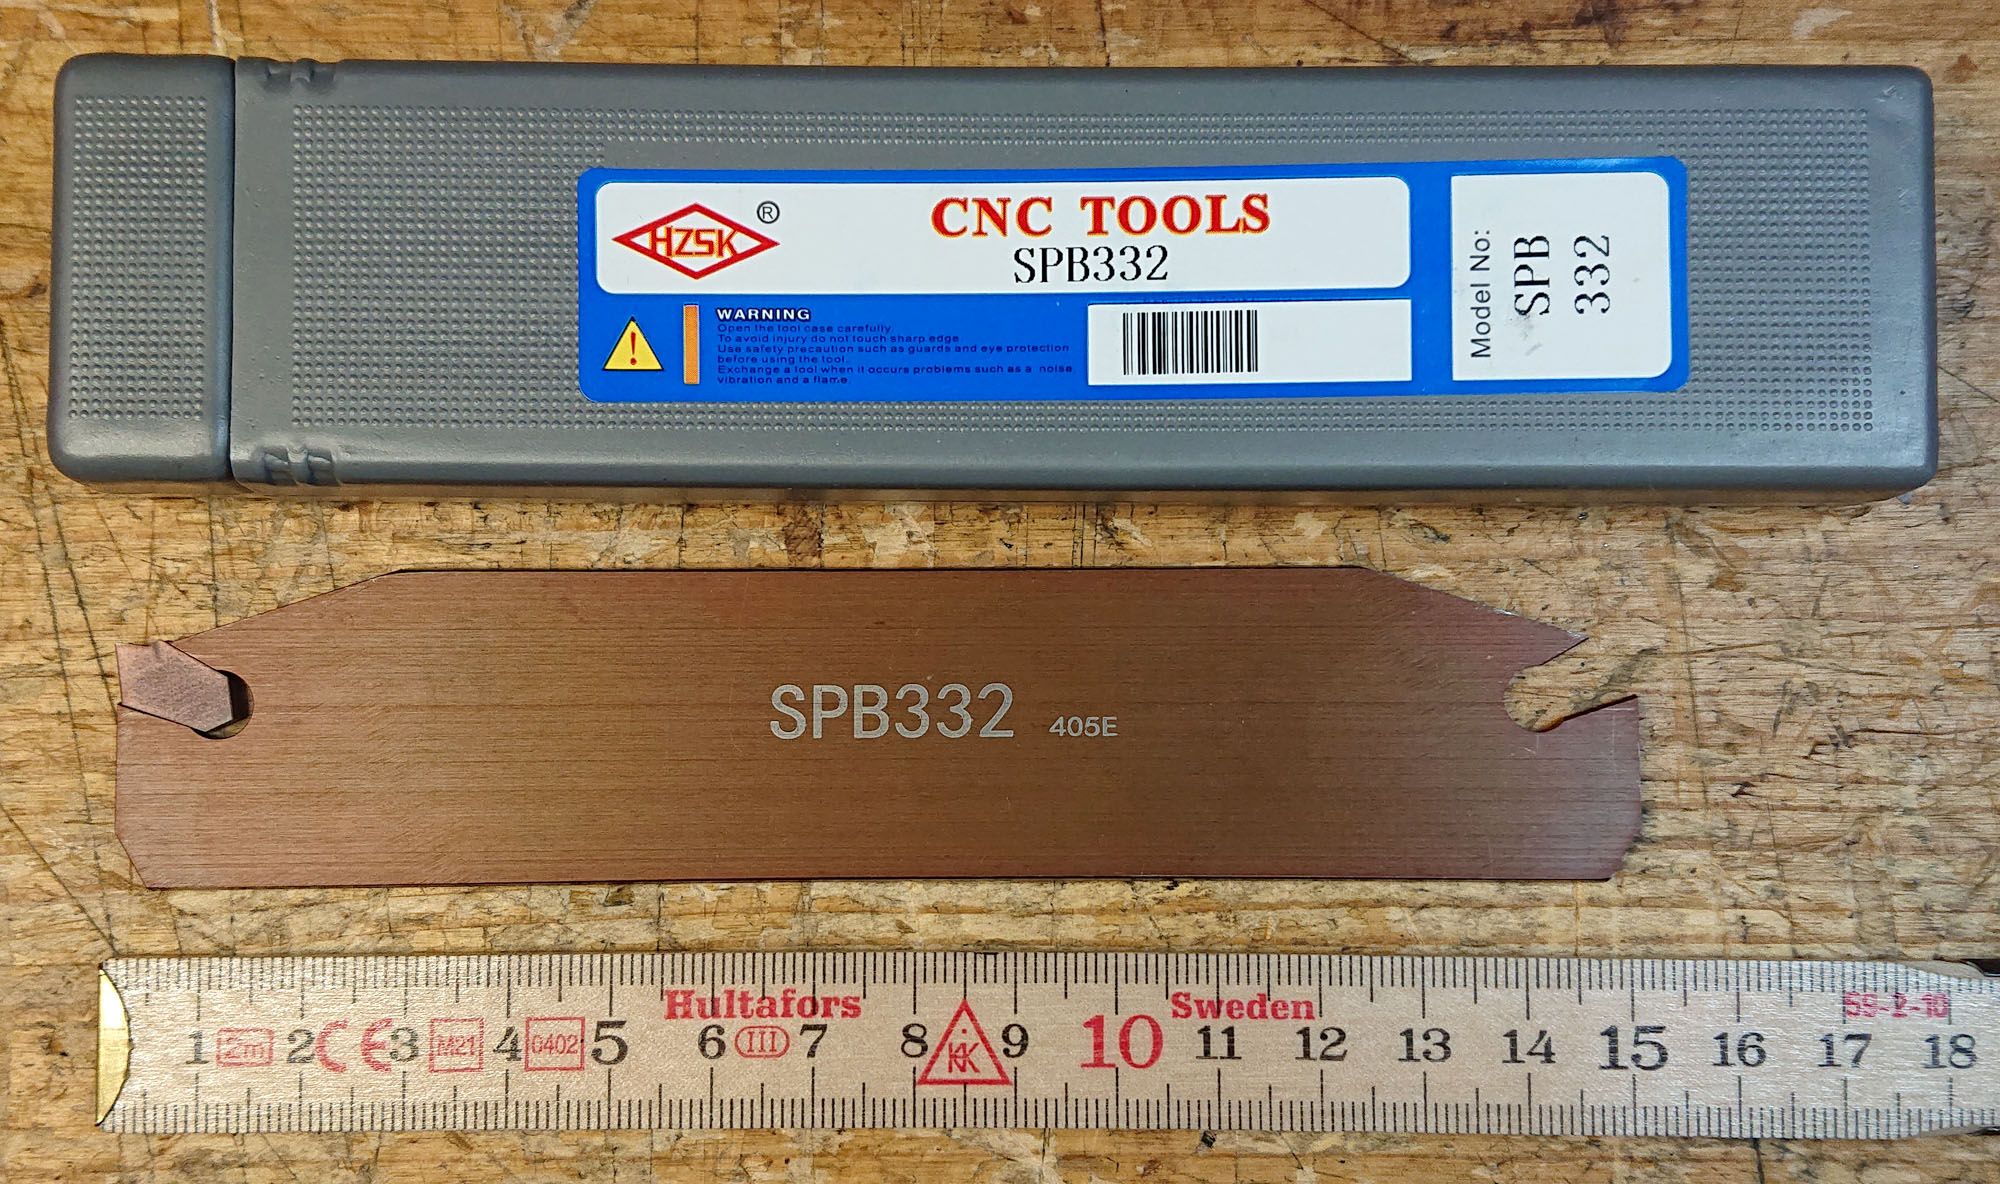 HZSK ®
CNC TOOLS
SPB332
WARNING
Open the tool case carefully.
To avoid injury do not touch sharp edge
Use safety precaution such as guards and eye protection
before using the tool.
Exchange a tool when it occurs problems such as a noise,
vibration and a flame.
Model No:
SPB
332
SPB332 405E
Hultafors Sweden SS-2-10
1 2m 2 CE 3 M21 4 0402 5 6 III 7 8 9 10 11 12 13 14 15 16 17 18